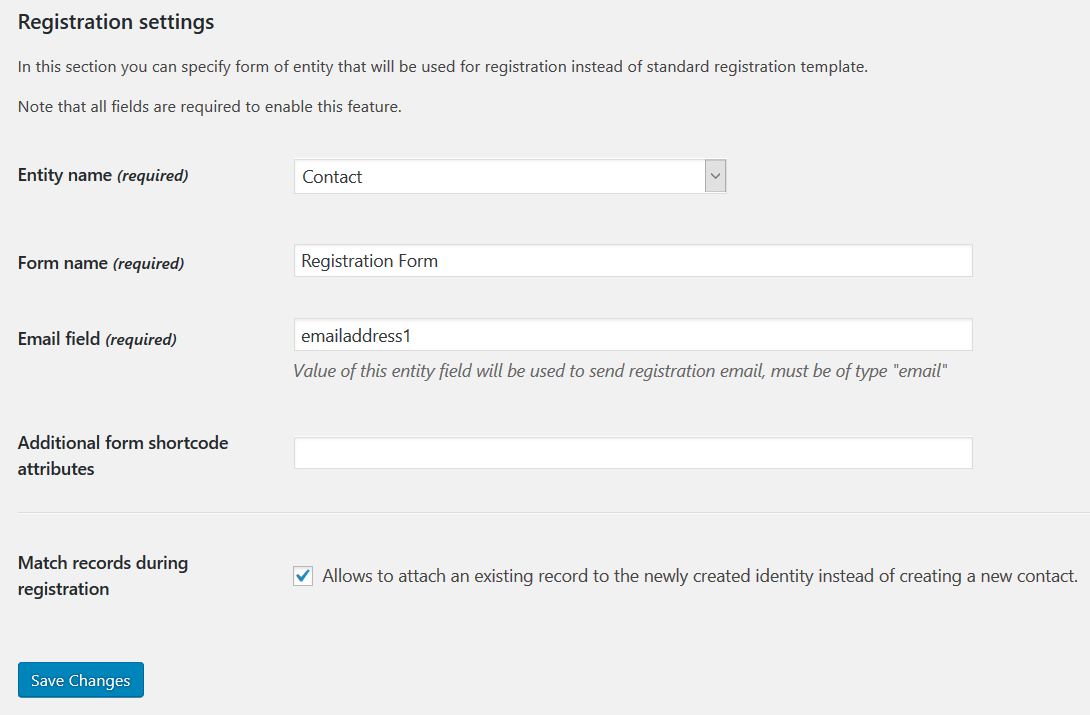 Registration settings
In this section you can specify form of entity that will be used for registration instead of standard registration template.
Note that all fields are required to enable this feature.
Entity name (required)
Contact
Form name (required)
Registration Form
Email field (required)
emailaddress1
Value of this entity field will be used to send registration email, must be of type "email"
Additional form shortcode
attributes
Match records during
registration
Allows to attach an existing record to the newly created identity instead of creating a new contact.
Save Changes